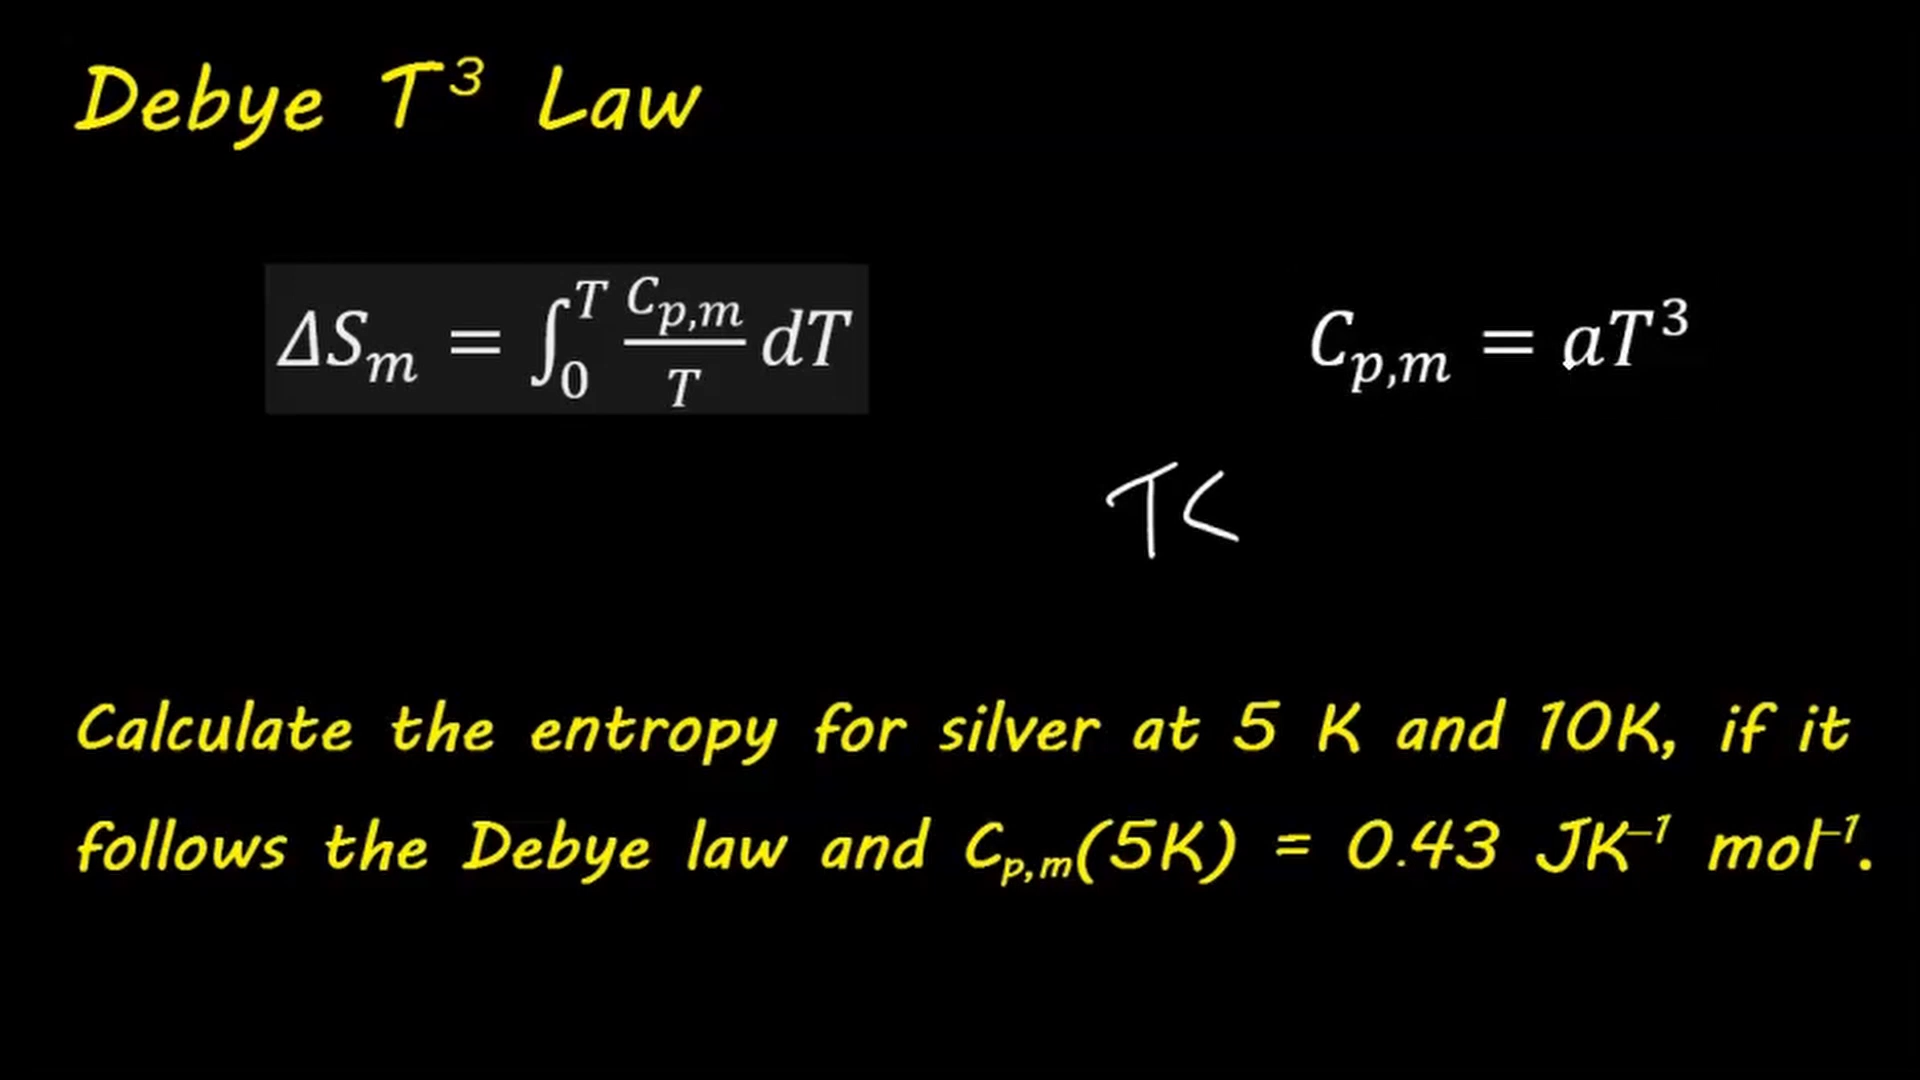 Debye T³ Law
ΔSₘ = ∫₀ᵀ Cₚ,ₘ/T dT
Cₚ,ₘ = aT³
T<
Calculate the entropy for silver at 5 K and 10K, if it
follows the Debye law and Cₚ,ₘ(5K) = 0.43 JK⁻¹ mol⁻¹.